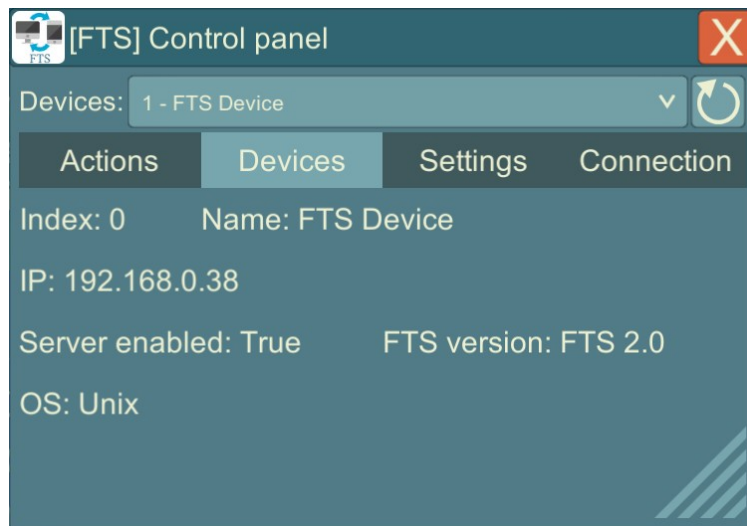 FTS
[FTS] Control panel
X
Devices: 1 - FTS Device
Actions Devices Settings Connection
Index: 0 Name: FTS Device
IP: 192.168.0.38
Server enabled: True FTS version: FTS 2.0
OS: Unix